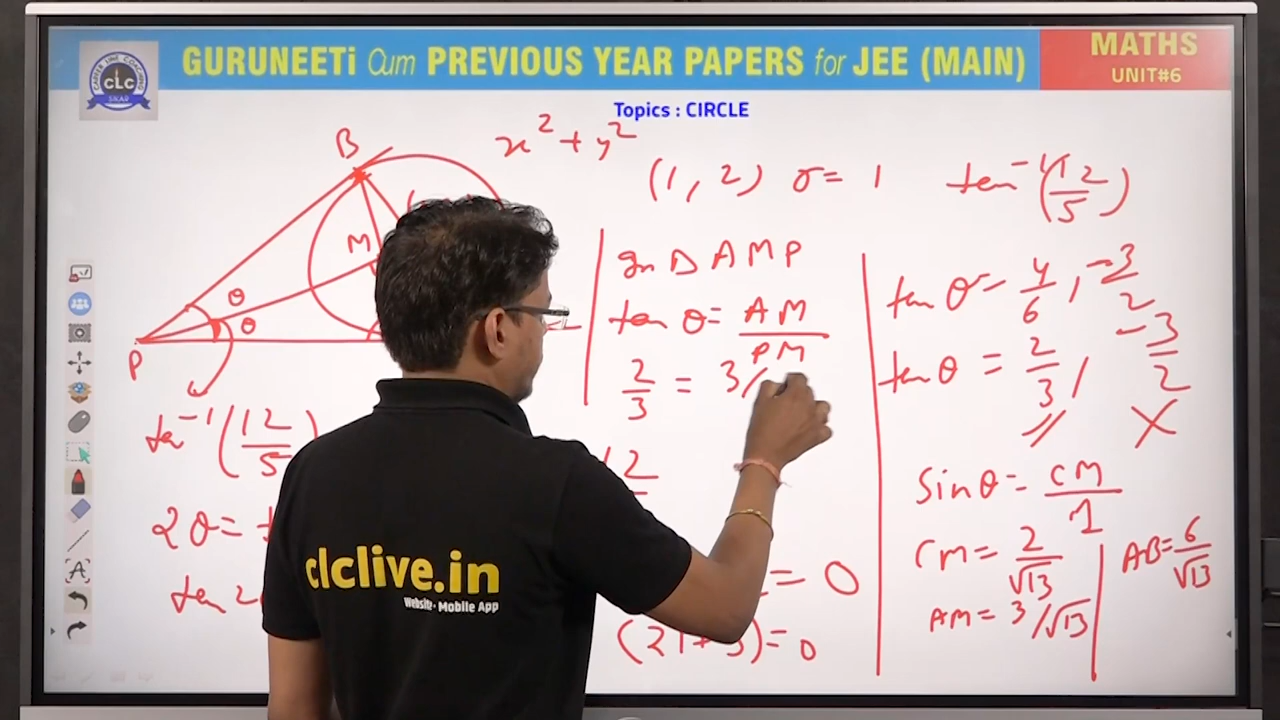 GURUNEETi Cum PREVIOUS YEAR PAPERS for JEE (MAIN)
MATHS
UNIT#6
CLC
SIKAR
Topics : CIRCLE
x² + y²
(1, 2) r = 1
tan⁻¹(12/5)
B
M
θ
θ
P
tan⁻¹(12/5)
2θ =
tan 2
In Δ AMP
tan θ = AM/PM
2/3 = 3/
12
= 0
= 0
tan θ = 4/6, -3/2
tan θ = 2/3, -3/2 X
sin θ = CM/1
CM = 2/√13
AB = 6/√13
AM = 3/√13
clclive.in
Website • Mobile App
A